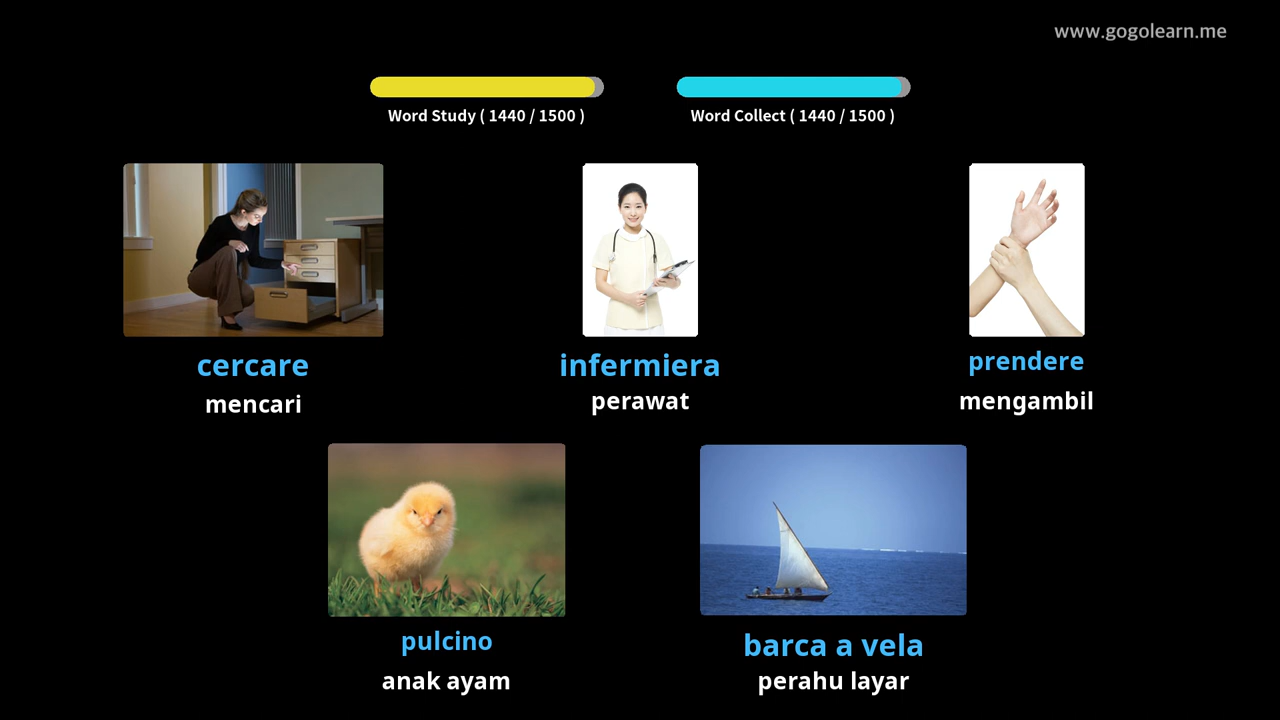 www.gogolearn.me
Word Study ( 1440 / 1500 )
Word Collect ( 1440 / 1500 )
cercare
mencari
infermiera
perawat
prendere
mengambil
pulcino
anak ayam
barca a vela
perahu layar